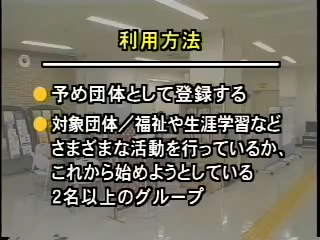 利用方法
●予め団体として登録する
●対象団体／福祉や生涯学習など
さまざまな活動を行っているか、
これから始めようとしている
2名以上のグループ